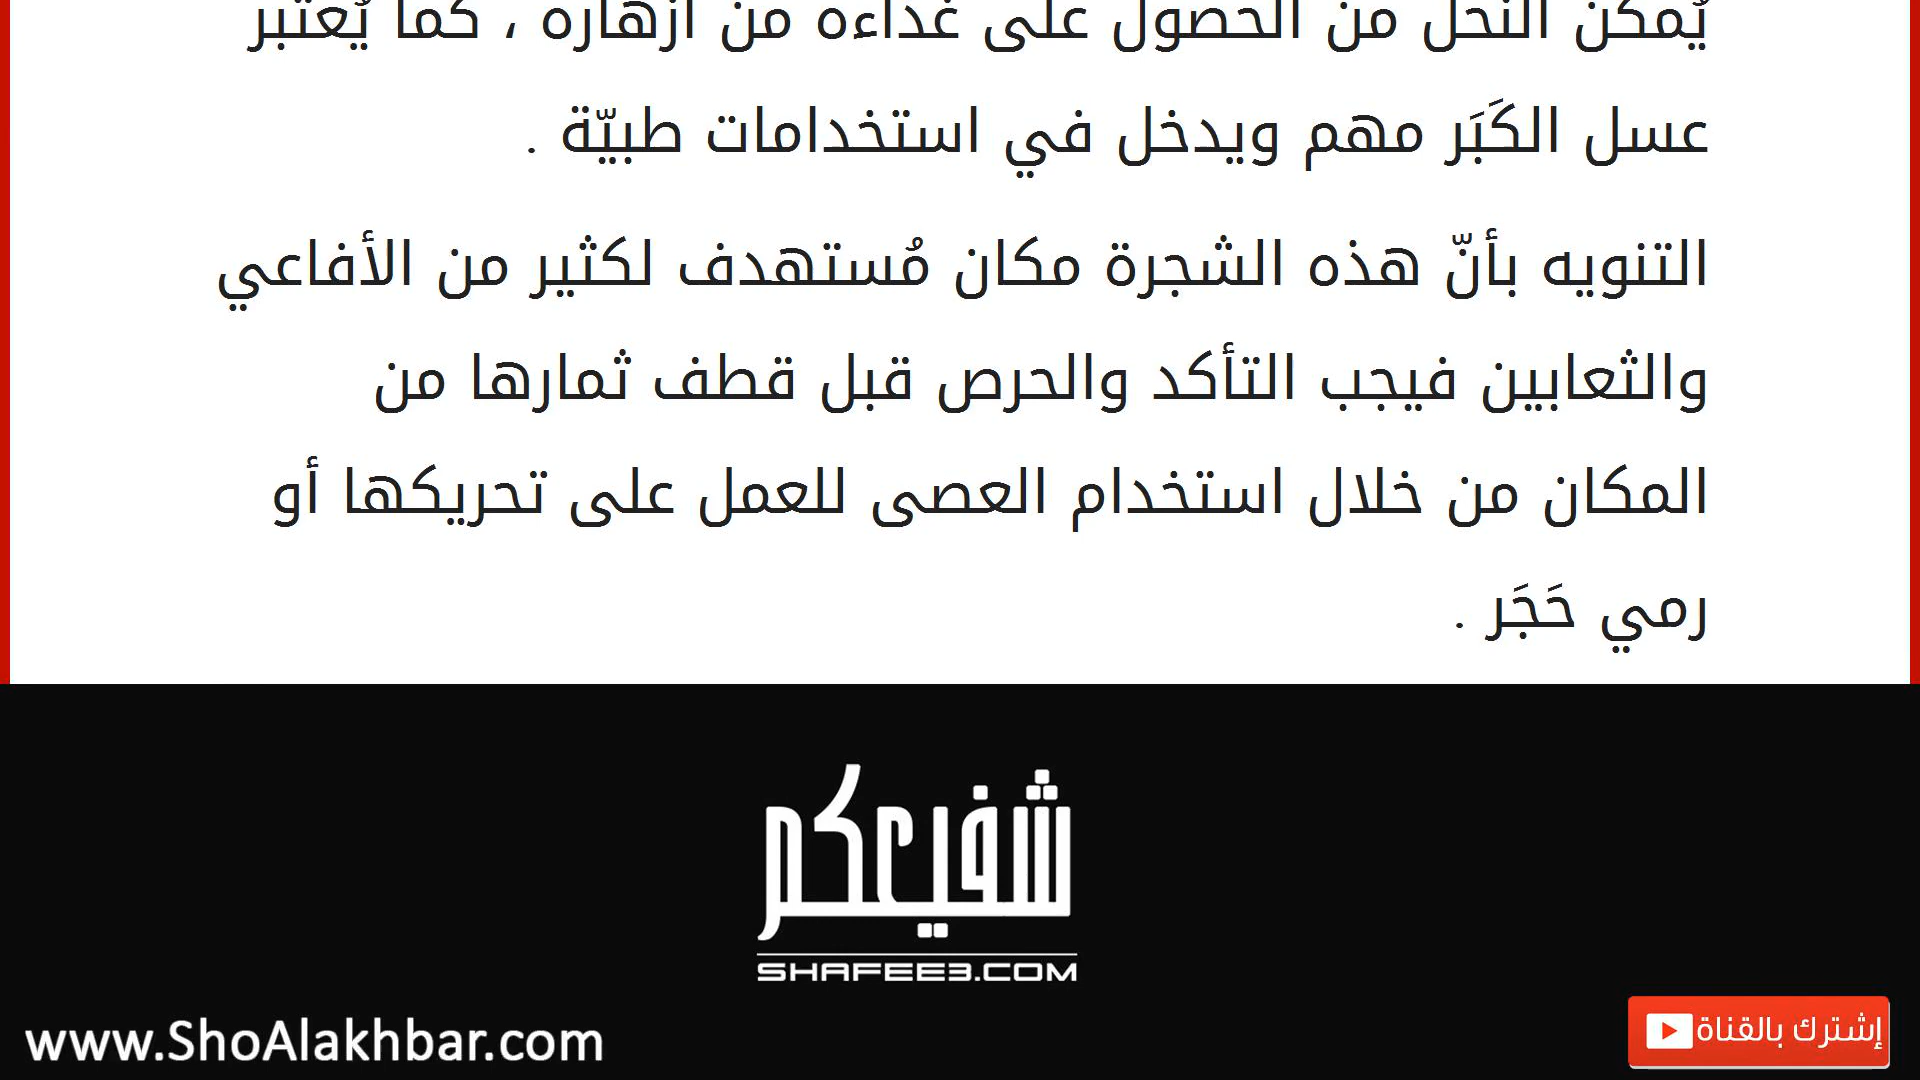 يُمكن النحل من الحصول على غذاءه من أزهاره ، كما يُعتبر
عسل الكَبَر مهم ويدخل في استخدامات طبيّة .
التنويه بأنّ هذه الشجرة مكان مُستهدف لكثير من الأفاعي
والثعابين فيجب التأكد والحرص قبل قطف ثمارها من
المكان من خلال استخدام العصى للعمل على تحريكها أو
رمي حَجَر .
شفيعكم
SHAFEE3.COM
www.ShoAlakhbar.com
إشترك بالقناة